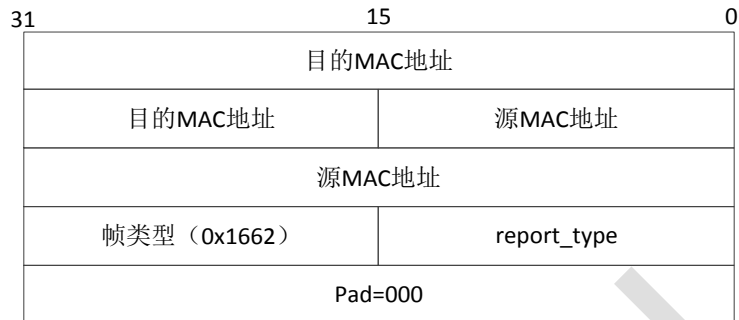 31 15 0
目的MAC地址
目的MAC地址 源MAC地址
源MAC地址
帧类型（0x1662） report_type
Pad=000